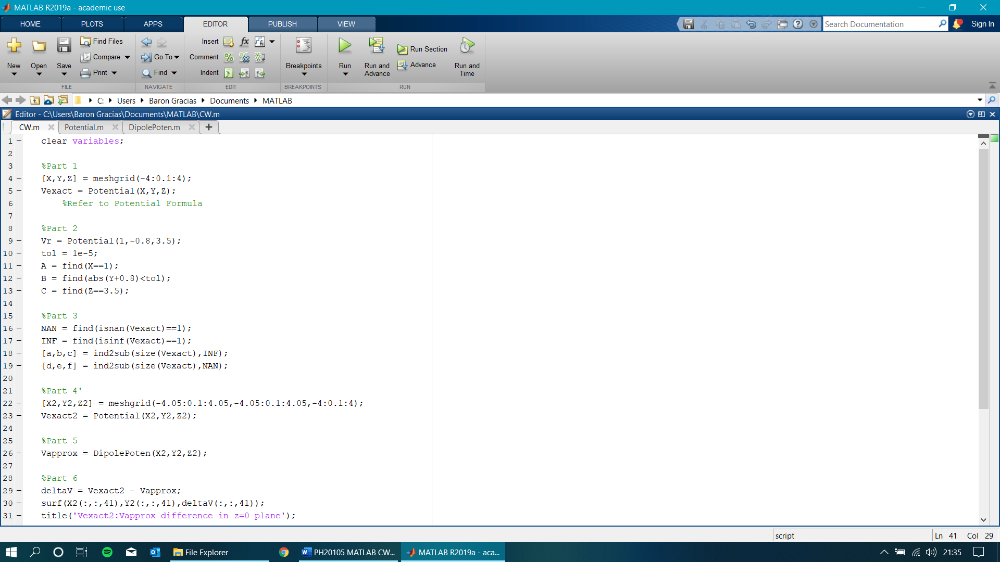 MATLAB R2019a - academic use
HOME PLOTS APPS EDITOR PUBLISH VIEW
Search Documentation
Sign In
New
Open
Save
Find Files
Compare
Print
FILE
Go To
Find
NAVIGATE
Insert
Comment
Indent
EDIT
Breakpoints
BREAKPOINTS
Run
Run and Advance
Run Section
Advance
Run and Time
RUN
C: Users Baron Gracias Documents MATLAB
Editor - C:\Users\Baron Gracias\Documents\MATLAB\CW.m
CW.m Potential.m DipolePoten.m +
1 – clear variables;
2
3 %Part 1
4 – [X,Y,Z] = meshgrid(-4:0.1:4);
5 – Vexact = Potential(X,Y,Z);
6 %Refer to Potential Formula
7
8 %Part 2
9 – Vr = Potential(1,-0.8,3.5);
10 – tol = 1e-5;
11 – A = find(X==1);
12 – B = find(abs(Y+0.8)<tol);
13 – C = find(Z==3.5);
14
15 %Part 3
16 – NAN = find(isnan(Vexact)==1);
17 – INF = find(isinf(Vexact)==1);
18 – [a,b,c] = ind2sub(size(Vexact),INF);
19 – [d,e,f] = ind2sub(size(Vexact),NAN);
20
21 %Part 4'
22 – [X2,Y2,Z2] = meshgrid(-4.05:0.1:4.05,-4.05:0.1:4.05,-4:0.1:4);
23 – Vexact2 = Potential(X2,Y2,Z2);
24
25 %Part 5
26 – Vapprox = DipolePoten(X2,Y2,Z2);
27
28 %Part 6
29 – deltaV = Vexact2 - Vapprox;
30 – surf(X2(:,:,41),Y2(:,:,41),deltaV(:,:,41));
31 – title('Vexact2:Vapprox difference in z=0 plane');
script
Ln 41 Col 29
File Explorer
PH20105 MATLAB CW...
MATLAB R2019a - aca...
21:35